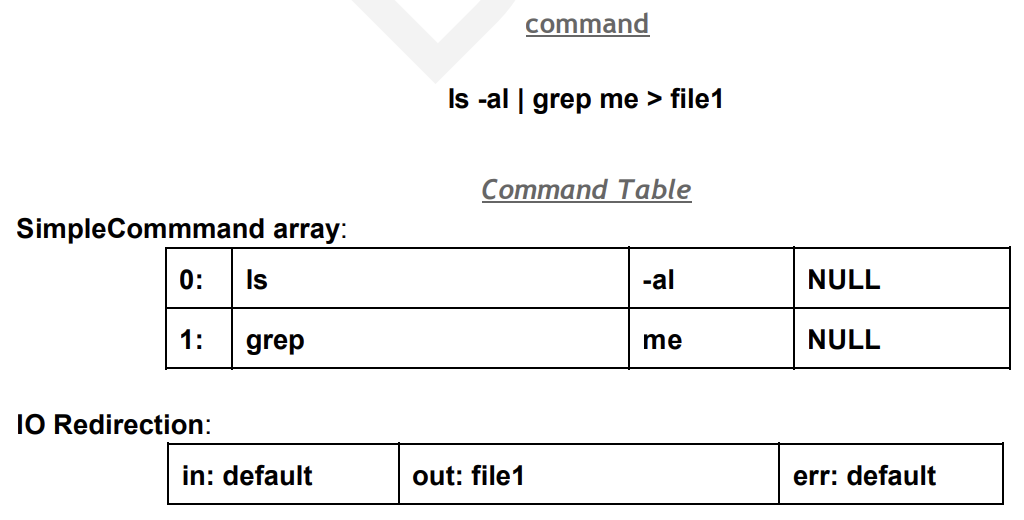 command
ls -al | grep me > file1
Command Table
SimpleCommmand array:
0: ls -al NULL
1: grep me NULL
IO Redirection:
in: default out: file1 err: default